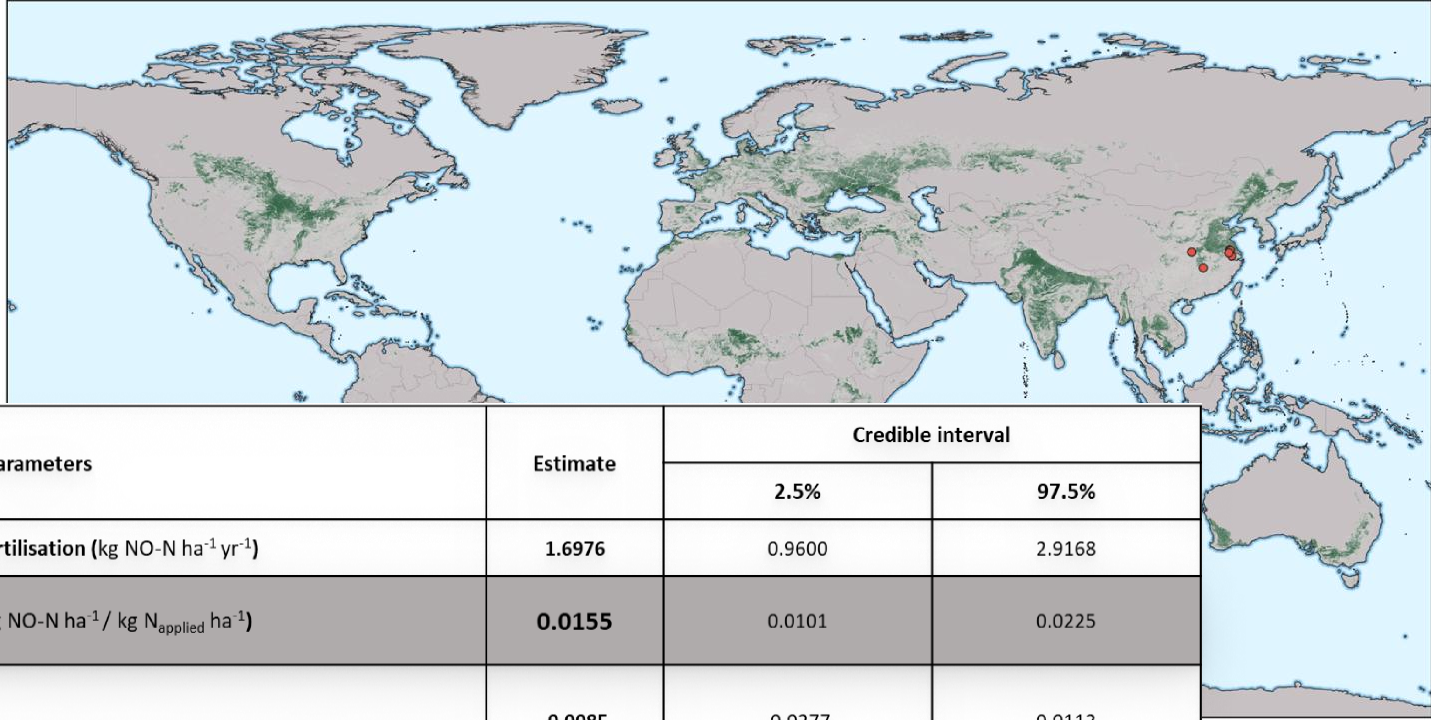 arameters
Estimate
Credible interval
2.5%
97.5%
rtilisation (kg NO-N ha⁻¹ yr⁻¹)
1.6976
0.9600
2.9168
NO-N ha⁻¹ / kg Napplied ha⁻¹)
0.0155
0.0101
0.0225